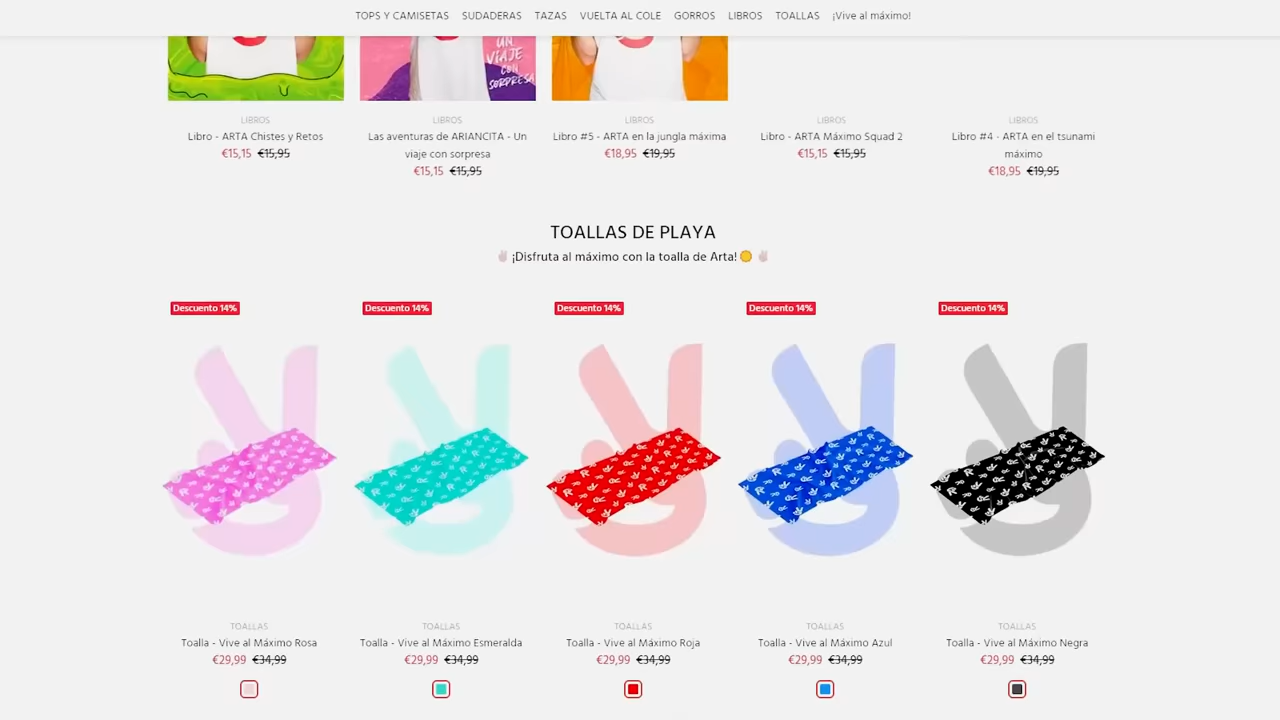 TOPS Y CAMISETAS SUDADERAS TAZAS VUELTA AL COLE GORROS LIBROS TOALLAS ¡Vive al máximo!
UN
VIAJE
CON
SORPRESA
LIBROS LIBROS LIBROS LIBROS LIBROS
Libro - ARTA Chistes y Retos
€15,15 €15,95
Las aventuras de ARIANCITA - Un
viaje con sorpresa
€15,15 €15,95
Libro #5 - ARTA en la jungla máxima
€18,95 €19,95
Libro - ARTA Máximo Squad 2
€15,15 €15,95
Libro #4 - ARTA en el tsunami
máximo
€18,95 €19,95
TOALLAS DE PLAYA
✌🏻 ¡Disfruta al máximo con la toalla de Arta! 🌞 ✌🏻
Descuento 14% Descuento 14% Descuento 14% Descuento 14% Descuento 14%
TOALLAS TOALLAS TOALLAS TOALLAS TOALLAS
Toalla - Vive al Máximo Rosa Toalla - Vive al Máximo Esmeralda Toalla - Vive al Máximo Roja Toalla - Vive al Máximo Azul Toalla - Vive al Máximo Negra
€29,99 €34,99 €29,99 €34,99 €29,99 €34,99 €29,99 €34,99 €29,99 €34,99